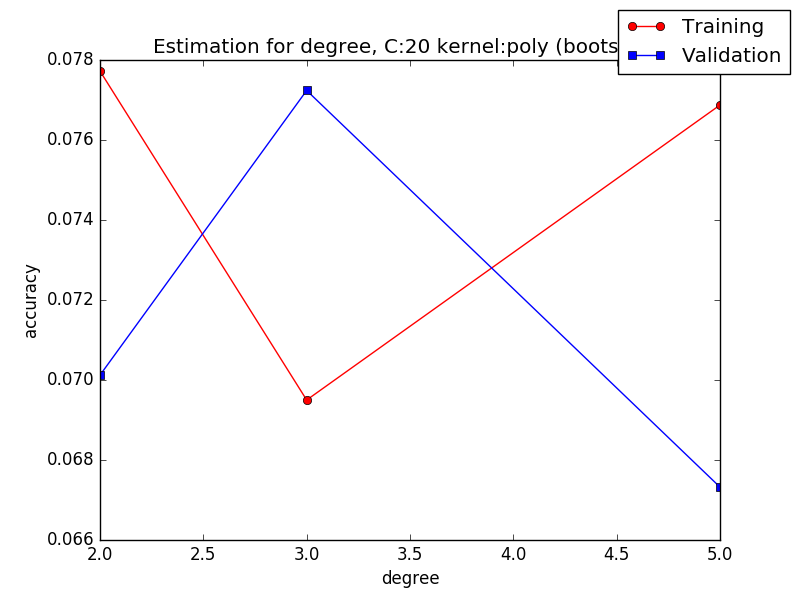 Training
Validation
Estimation for degree, C:20 kernel:poly (boots
0.078
0.076
0.074
0.072
0.070
0.068
0.066
accuracy
2.0 2.5 3.0 3.5 4.0 4.5 5.0
degree